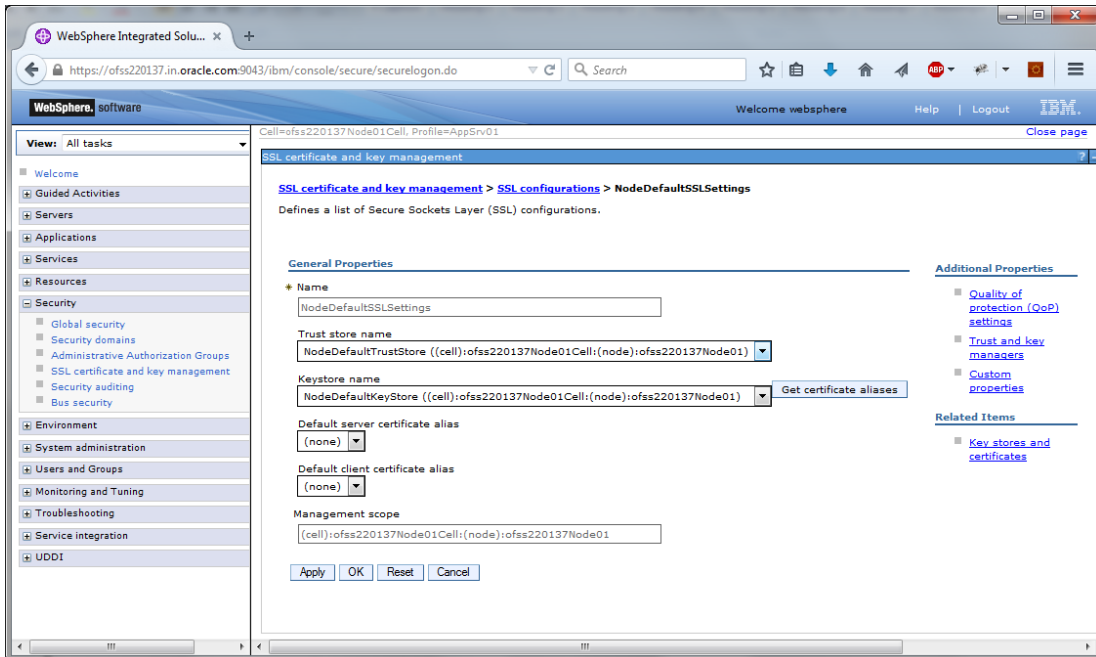 WebSphere Integrated Solu... × +
https://ofss220137.in.oracle.com:9043/ibm/console/secure/securelogon.do
Search
ABP
WebSphere. software
Welcome websphere
Help | Logout
IBM.
View: All tasks
Welcome
Guided Activities
Servers
Applications
Services
Resources
Security
Global security
Security domains
Administrative Authorization Groups
SSL certificate and key management
Security auditing
Bus security
Environment
System administration
Users and Groups
Monitoring and Tuning
Troubleshooting
Service integration
UDDI
Cell=ofss220137Node01Cell, Profile=AppSrv01
Close page
SSL certificate and key management
?
SSL certificate and key management > SSL configurations > NodeDefaultSSLSettings
Defines a list of Secure Sockets Layer (SSL) configurations.
General Properties
* Name
NodeDefaultSSLSettings
Trust store name
NodeDefaultTrustStore ((cell):ofss220137Node01Cell:(node):ofss220137Node01)
Keystore name
NodeDefaultKeyStore ((cell):ofss220137Node01Cell:(node):ofss220137Node01)
Get certificate aliases
Default server certificate alias
(none)
Default client certificate alias
(none)
Management scope
(cell):ofss220137Node01Cell:(node):ofss220137Node01
Apply OK Reset Cancel
Additional Properties
Quality of
protection (QoP)
settings
Trust and key
managers
Custom
properties
Related Items
Key stores and
certificates